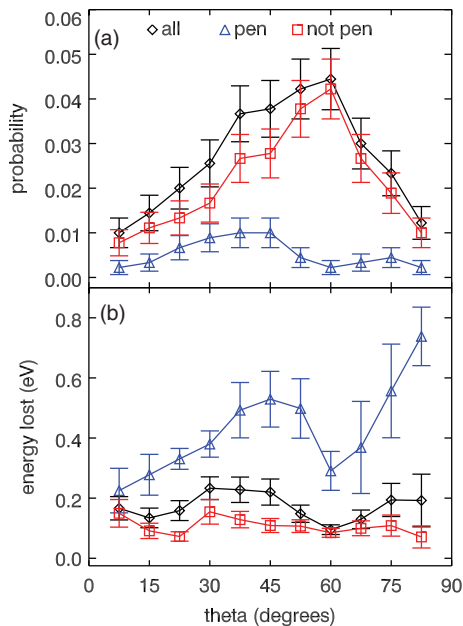 0.06
(a) all pen not pen
0.05
0.04
0.03
0.02
0.01
0.00
probability
(b)
0.8
0.6
0.4
0.2
0.0
energy lost (eV)
0 15 30 45 60 75 90
theta (degrees)